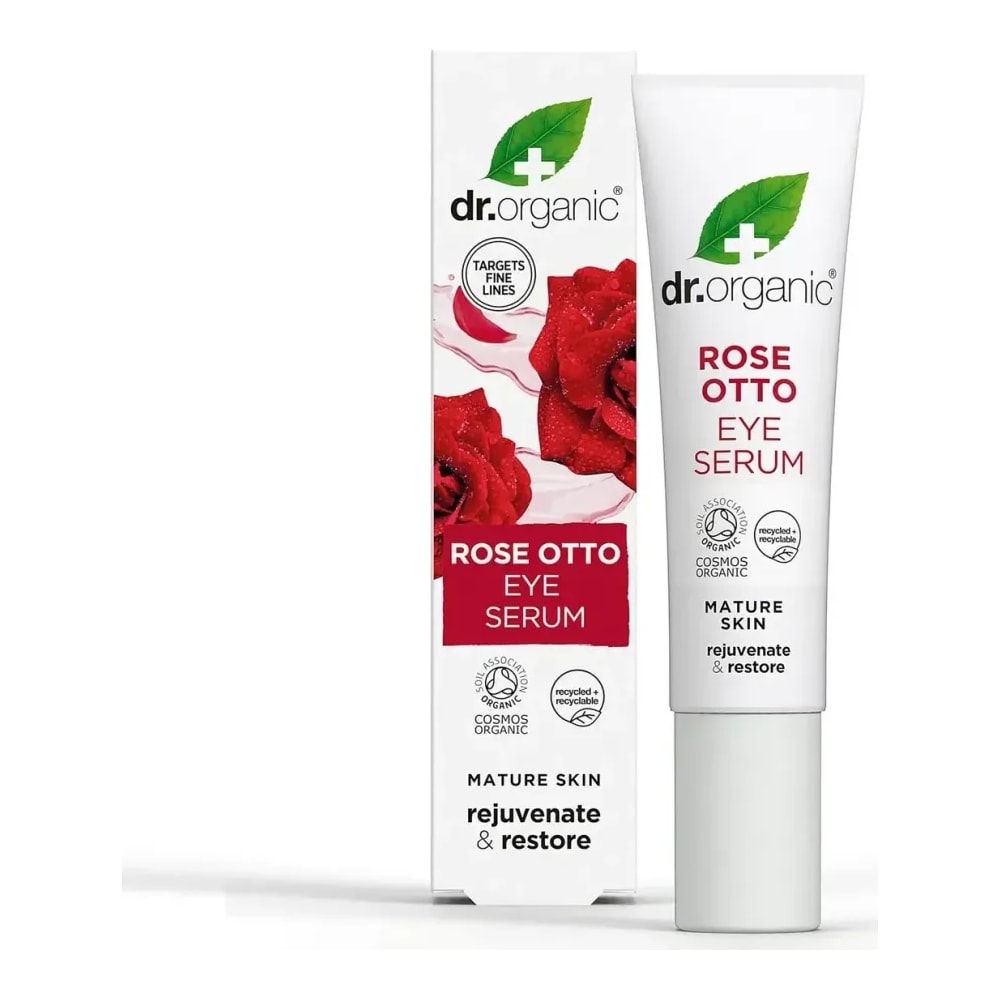 dr.organic®
TARGETS
FINE
LINES
ROSE OTTO
EYE
SERUM
SOIL ASSOCIATION
ORGANIC
COSMOS
ORGANIC
recycled +
recyclable
MATURE SKIN
rejuvenate
& restore
dr.organic®
ROSE
OTTO
EYE
SERUM
SOIL ASSOCIATION
ORGANIC
COSMOS
ORGANIC
recycled +
recyclable
MATURE
SKIN
rejuvenate
& restore